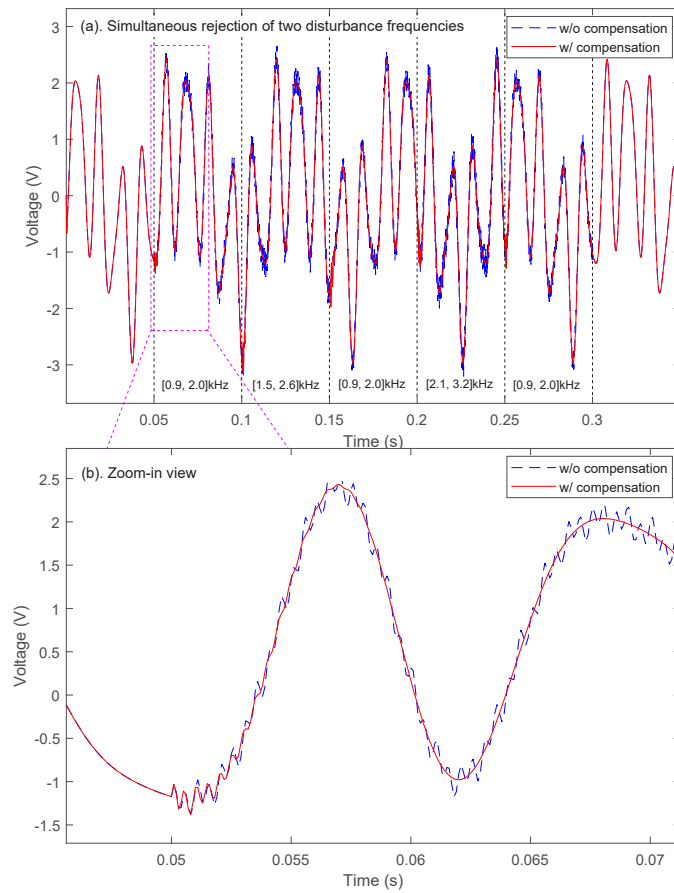 (a). Simultaneous rejection of two disturbance frequencies
w/o compensation
w/ compensation
3
2
1
0
-1
-2
-3
Voltage (V)
[0.9, 2.0]kHz
[1.5, 2.6]kHz
[0.9, 2.0]kHz
[2.1, 3.2]kHz
[0.9, 2.0]kHz
0.05
0.1
0.15
0.2
0.25
0.3
Time (s)
(b). Zoom-in view
w/o compensation
w/ compensation
2.5
2
1.5
1
0.5
0
-0.5
-1
-1.5
Voltage (V)
0.05
0.055
0.06
0.065
0.07
Time (s)